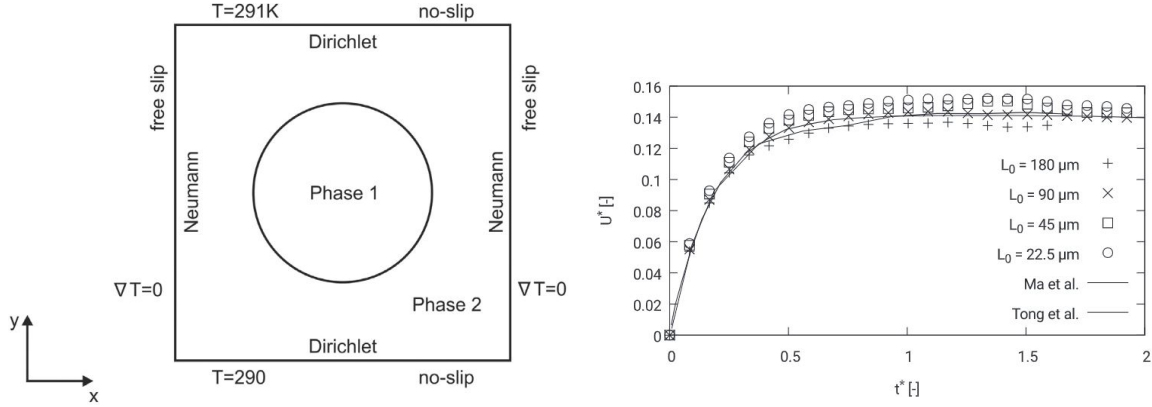 T=291K no-slip
Dirichlet
free slip
free slip
Neumann
Neumann
Phase 1
∇T=0
∇T=0
Phase 2
Dirichlet
T=290 no-slip
y
x
0.16
0.14
0.12
0.1
0.08
0.06
0.04
0.02
0
U* [-]
L0 = 180 µm
L0 = 90 µm
L0 = 45 µm
L0 = 22.5 µm
Ma et al.
Tong et al.
0 0.5 1 1.5 2
t* [-]